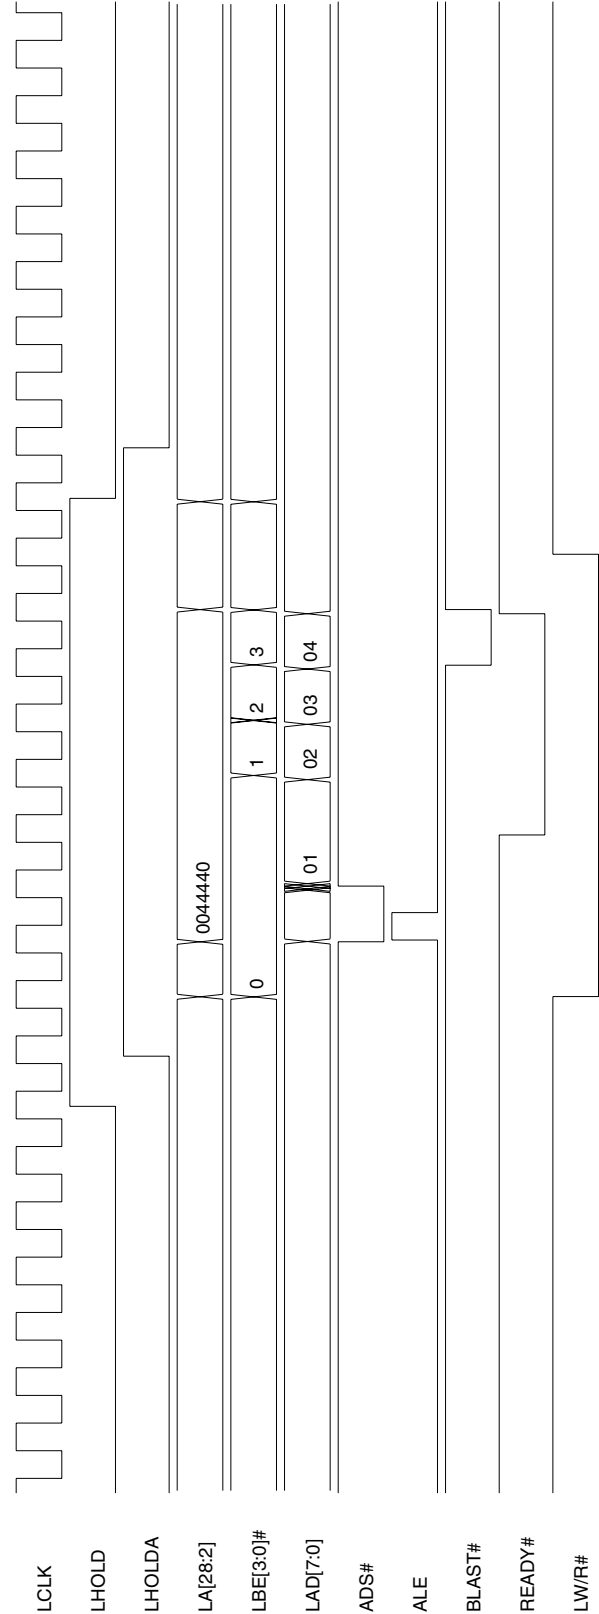 LCLK
LHOLD
LHOLDA
LA[28:2]
0044440
LBE[3:0]#
0 1 2 3
LAD[7:0]
01 02 03 04
ADS#
ALE
BLAST#
READY#
LW/R#